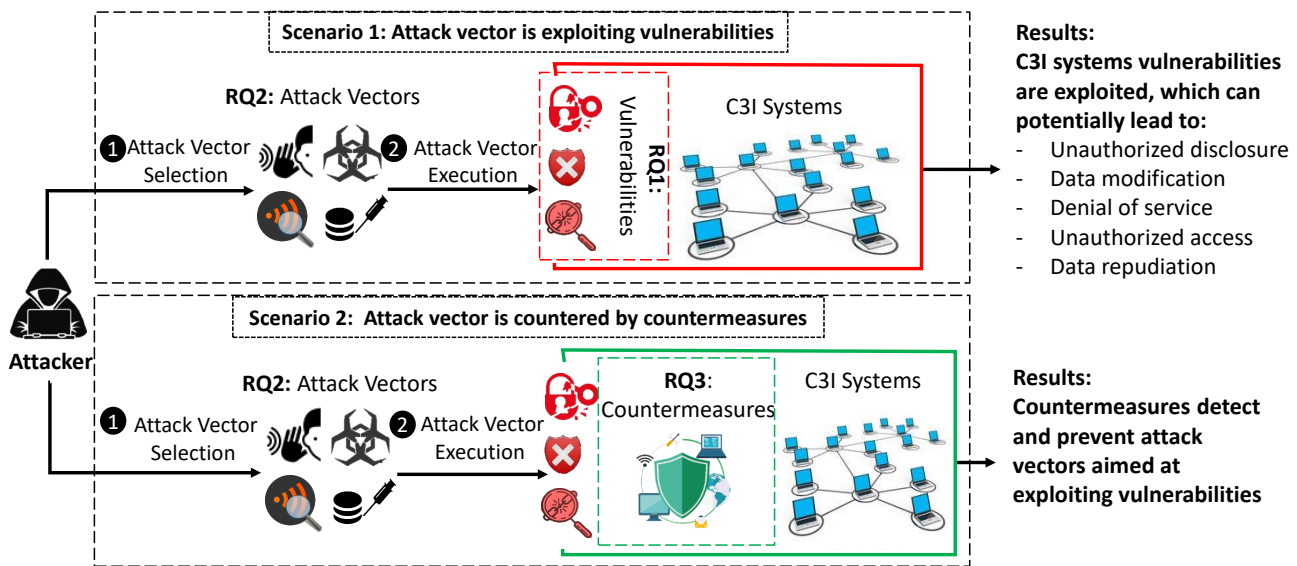 Scenario 1: Attack vector is exploiting vulnerabilities
RQ2: Attack Vectors
1 Attack Vector
Selection
2 Attack Vector
Execution
RQ1:
Vulnerabilities
C3I Systems
Results:
C3I systems vulnerabilities
are exploited, which can
potentially lead to:
- Unauthorized disclosure
- Data modification
- Denial of service
- Unauthorized access
- Data repudiation
Attacker
Scenario 2: Attack vector is countered by countermeasures
RQ2: Attack Vectors
1 Attack Vector
Selection
2 Attack Vector
Execution
RQ3:
Countermeasures
C3I Systems
Results:
Countermeasures detect
and prevent attack
vectors aimed at
exploiting vulnerabilities